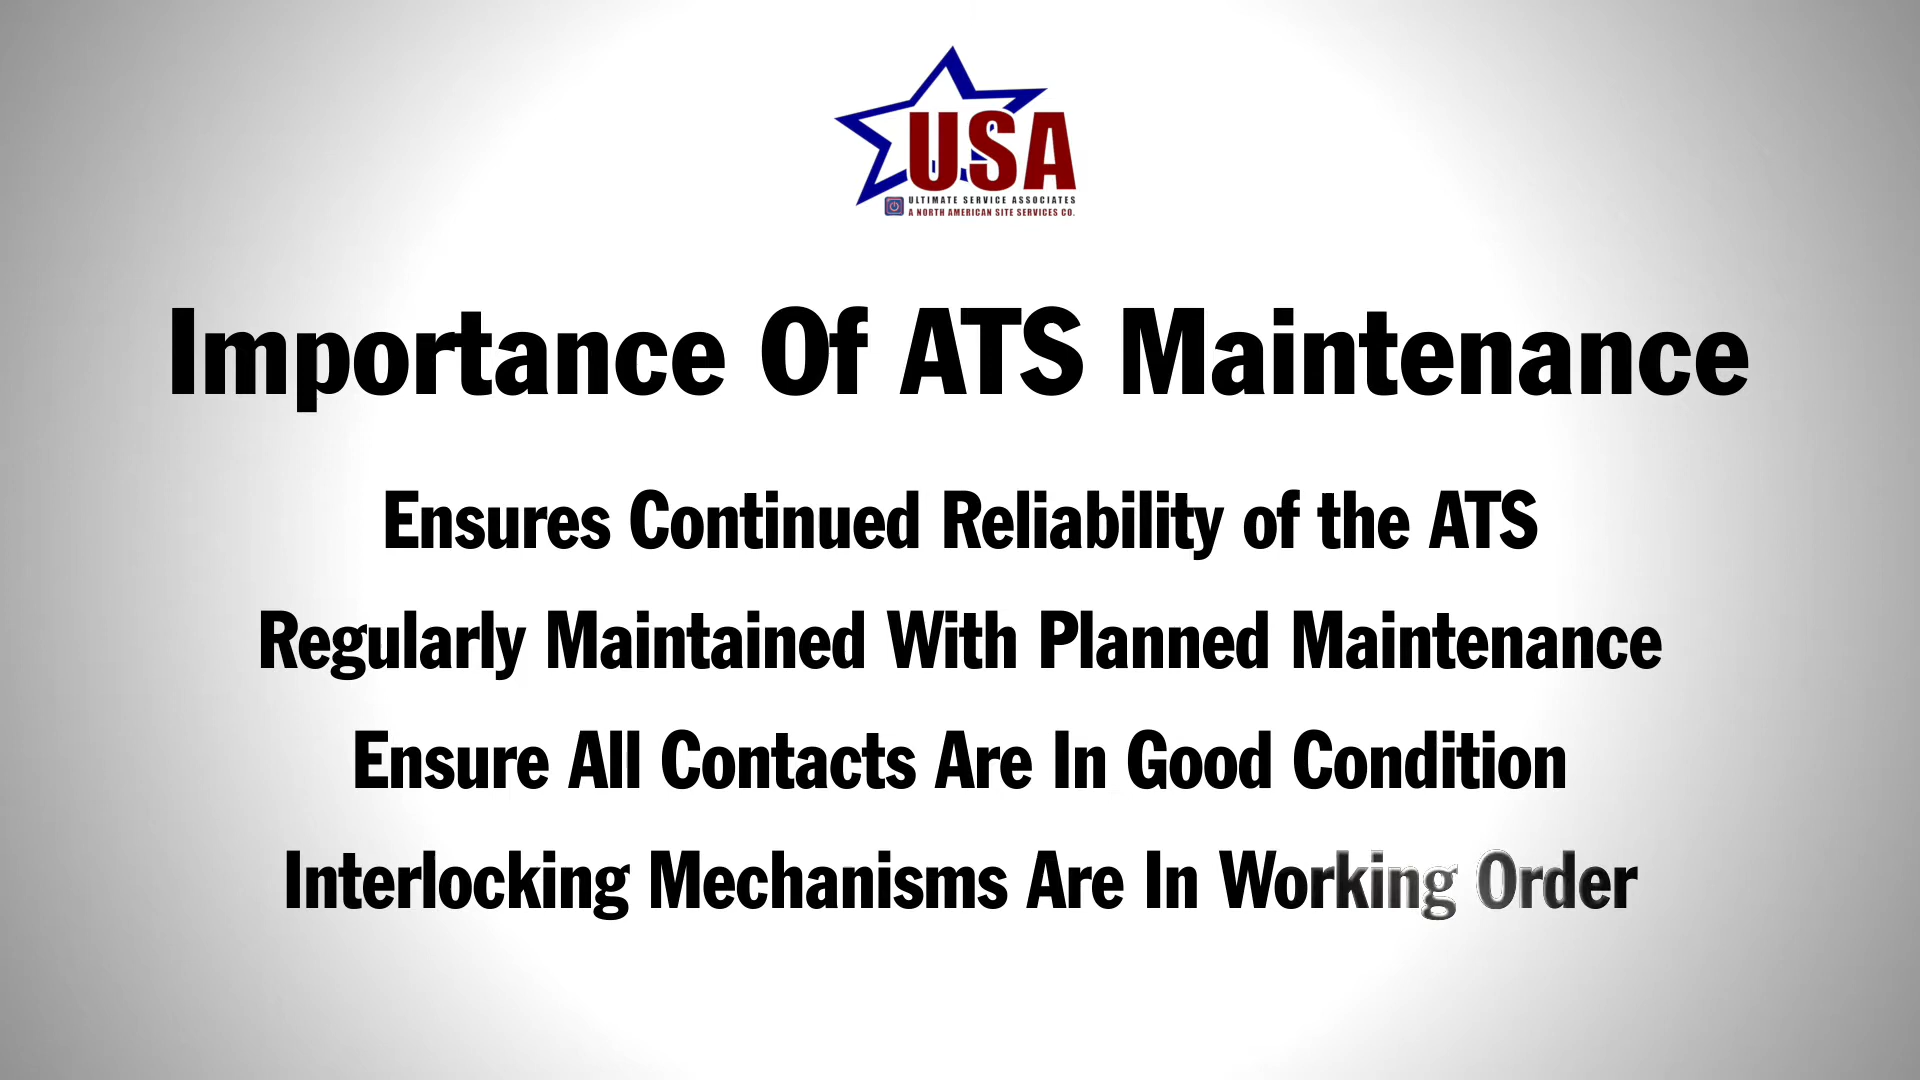 USA
ULTIMATE SERVICE ASSOCIATES
A NORTH AMERICAN SITE SERVICES CO.
Importance Of ATS Maintenance
Ensures Continued Reliability of the ATS
Regularly Maintained With Planned Maintenance
Ensure All Contacts Are In Good Condition
Interlocking Mechanisms Are In Working Order